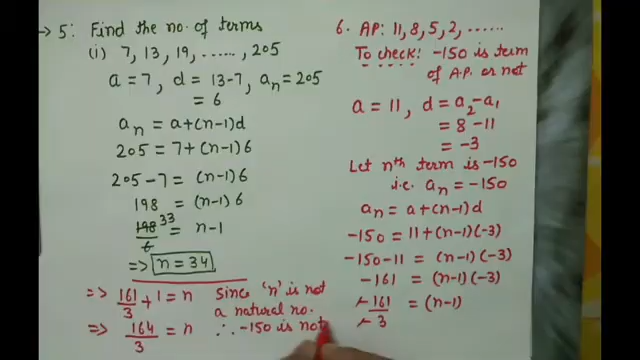 → 5: Find the no. of terms
(i) 7, 13, 19, ......, 205
a = 7, d = 13-7, aₙ = 205
= 6
aₙ = a+(n-1)d
205 = 7+(n-1)6
205-7 = (n-1)6
198 = (n-1)6
198 33/6 = n-1
=> n = 34
=> 161/3 + 1 = n
=> 164/3 = n
Since 'n' is not
a natural no.
∴ -150 is not
6. AP: 11, 8, 5, 2, ......
To check: -150 is term
of A.P. or not
a = 11, d = a₂-a₁
= 8-11
= -3
Let nth term is -150
i.e. aₙ = -150
aₙ = a+(n-1)d
-150 = 11+(n-1)(-3)
-150-11 = (n-1)(-3)
-161 = (n-1)(-3)
-161/-3 = (n-1)